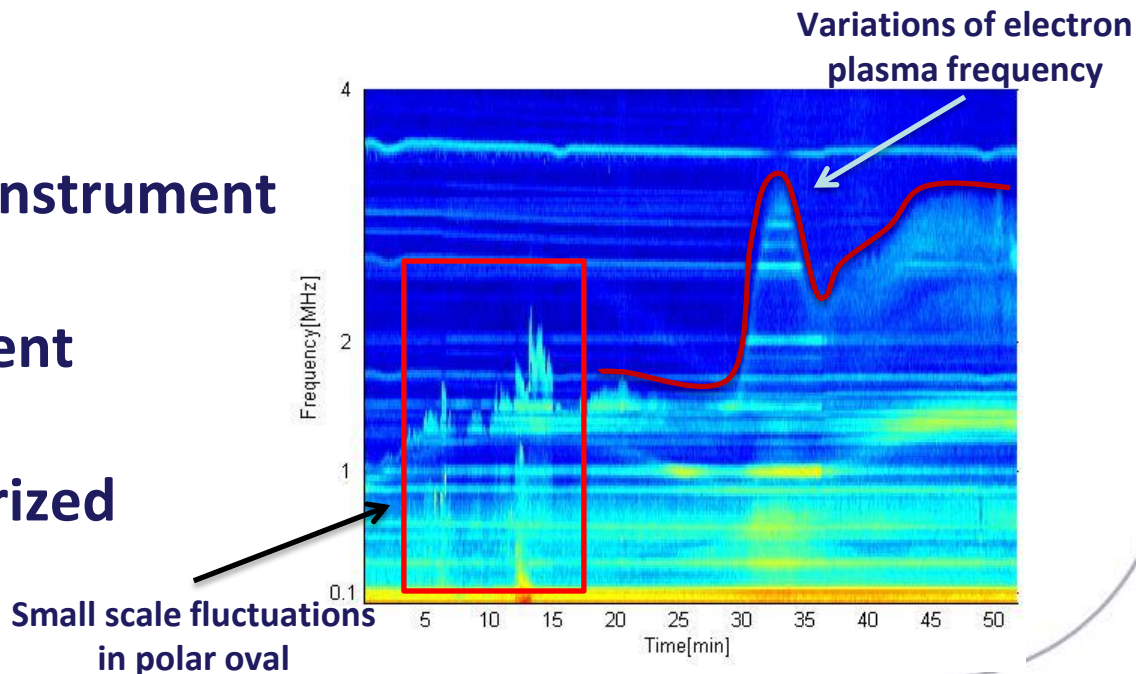 Variations of electron
plasma frequency
nstrument
ent
rized
Small scale fluctuations
in polar oval
4
2
1
0.1
Frequency[MHz]
5 10 15 20 25 30 35 40 45 50
Time[min]